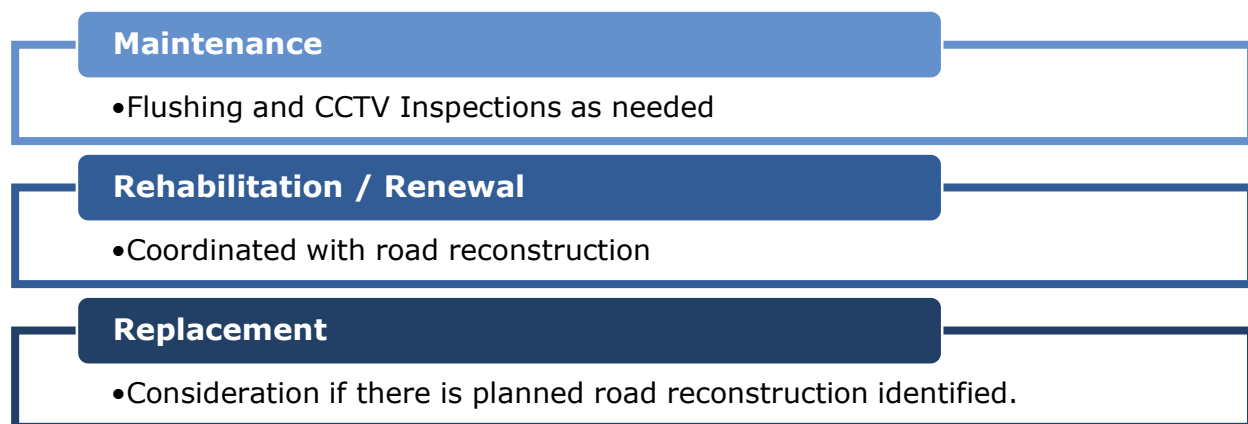 Maintenance
•Flushing and CCTV Inspections as needed
Rehabilitation / Renewal
•Coordinated with road reconstruction
Replacement
•Consideration if there is planned road reconstruction identified.